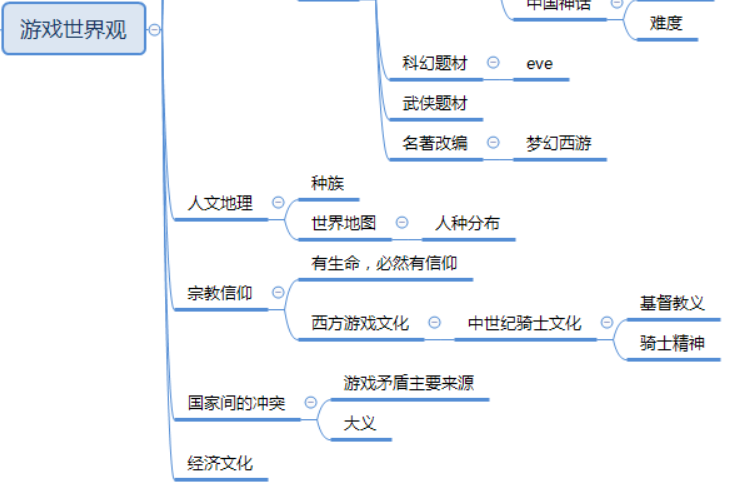 中国神话
游戏世界观
难度
科幻题材
eve
武侠题材
名著改编
梦幻西游
人文地理
种族
世界地图
人种分布
宗教信仰
有生命，必然有信仰
西方游戏文化
中世纪骑士文化
基督教义
骑士精神
国家间的冲突
游戏矛盾主要来源
大义
经济文化